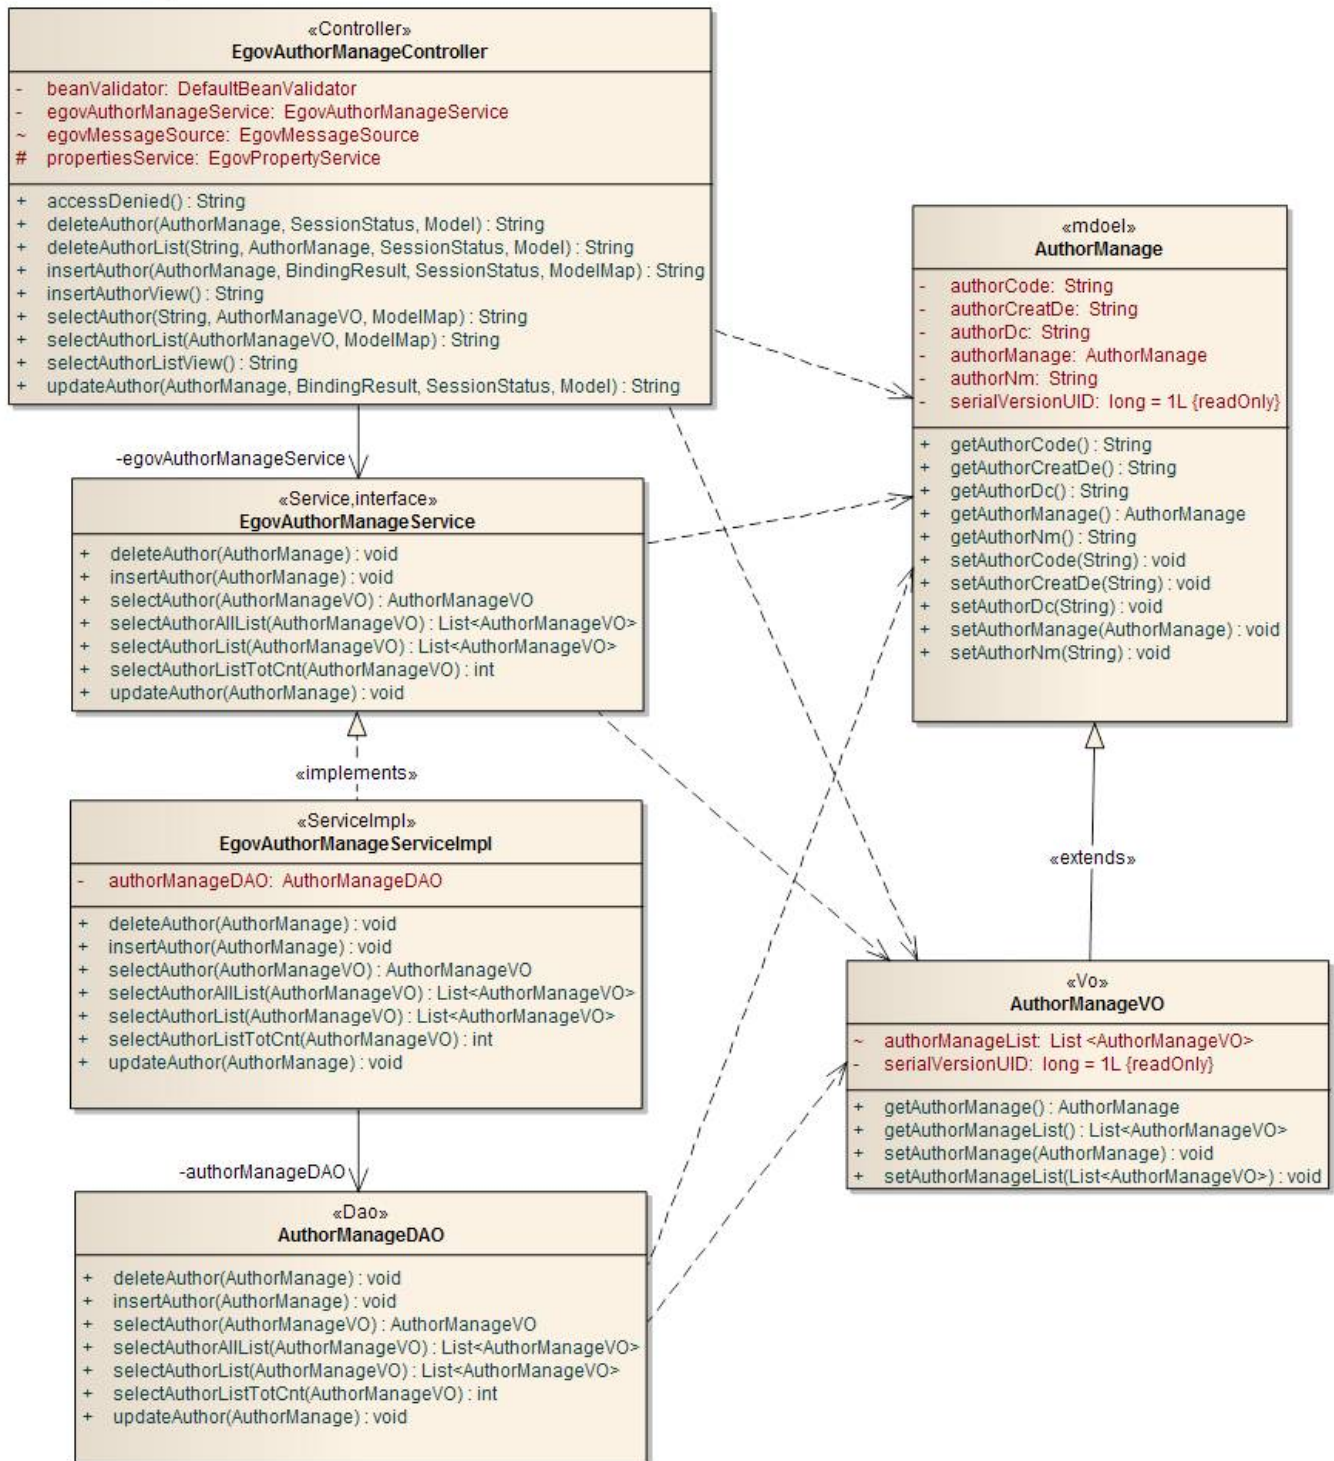 «Controller»
EgovAuthorManageController
- beanValidator: DefaultBeanValidator
- egovAuthorManageService: EgovAuthorManageService
~ egovMessageSource: EgovMessageSource
# propertiesService: EgovPropertyService
+ accessDenied() : String
+ deleteAuthor(AuthorManage, SessionStatus, Model) : String
+ deleteAuthorList(String, AuthorManage, SessionStatus, Model) : String
+ insertAuthor(AuthorManage, BindingResult, SessionStatus, ModelMap) : String
+ insertAuthorView() : String
+ selectAuthor(String, AuthorManageVO, ModelMap) : String
+ selectAuthorList(AuthorManageVO, ModelMap) : String
+ selectAuthorListView() : String
+ updateAuthor(AuthorManage, BindingResult, SessionStatus, Model) : String
-egovAuthorManageService
«Service,interface»
EgovAuthorManageService
+ deleteAuthor(AuthorManage) : void
+ insertAuthor(AuthorManage) : void
+ selectAuthor(AuthorManageVO) : AuthorManageVO
+ selectAuthorAllList(AuthorManageVO) : List<AuthorManageVO>
+ selectAuthorList(AuthorManageVO) : List<AuthorManageVO>
+ selectAuthorListTotCnt(AuthorManageVO) : int
+ updateAuthor(AuthorManage) : void
«implements»
«ServiceImpl»
EgovAuthorManageServiceImpl
- authorManageDAO: AuthorManageDAO
+ deleteAuthor(AuthorManage) : void
+ insertAuthor(AuthorManage) : void
+ selectAuthor(AuthorManageVO) : AuthorManageVO
+ selectAuthorAllList(AuthorManageVO) : List<AuthorManageVO>
+ selectAuthorList(AuthorManageVO) : List<AuthorManageVO>
+ selectAuthorListTotCnt(AuthorManageVO) : int
+ updateAuthor(AuthorManage) : void
-authorManageDAO
«Dao»
AuthorManageDAO
+ deleteAuthor(AuthorManage) : void
+ insertAuthor(AuthorManage) : void
+ selectAuthor(AuthorManageVO) : AuthorManageVO
+ selectAuthorAllList(AuthorManageVO) : List<AuthorManageVO>
+ selectAuthorList(AuthorManageVO) : List<AuthorManageVO>
+ selectAuthorListTotCnt(AuthorManageVO) : int
+ updateAuthor(AuthorManage) : void
«mdoel»
AuthorManage
- authorCode: String
- authorCreatDe: String
- authorDc: String
- authorManage: AuthorManage
- authorNm: String
- serialVersionUID: long = 1L {readOnly}
+ getAuthorCode() : String
+ getAuthorCreatDe() : String
+ getAuthorDc() : String
+ getAuthorManage() : AuthorManage
+ getAuthorNm() : String
+ setAuthorCode(String) : void
+ setAuthorCreatDe(String) : void
+ setAuthorDc(String) : void
+ setAuthorManage(AuthorManage) : void
+ setAuthorNm(String) : void
«extends»
«Vo»
AuthorManageVO
~ authorManageList: List <AuthorManageVO>
- serialVersionUID: long = 1L {readOnly}
+ getAuthorManage() : AuthorManage
+ getAuthorManageList() : List<AuthorManageVO>
+ setAuthorManage(AuthorManage) : void
+ setAuthorManageList(List<AuthorManageVO>) : void